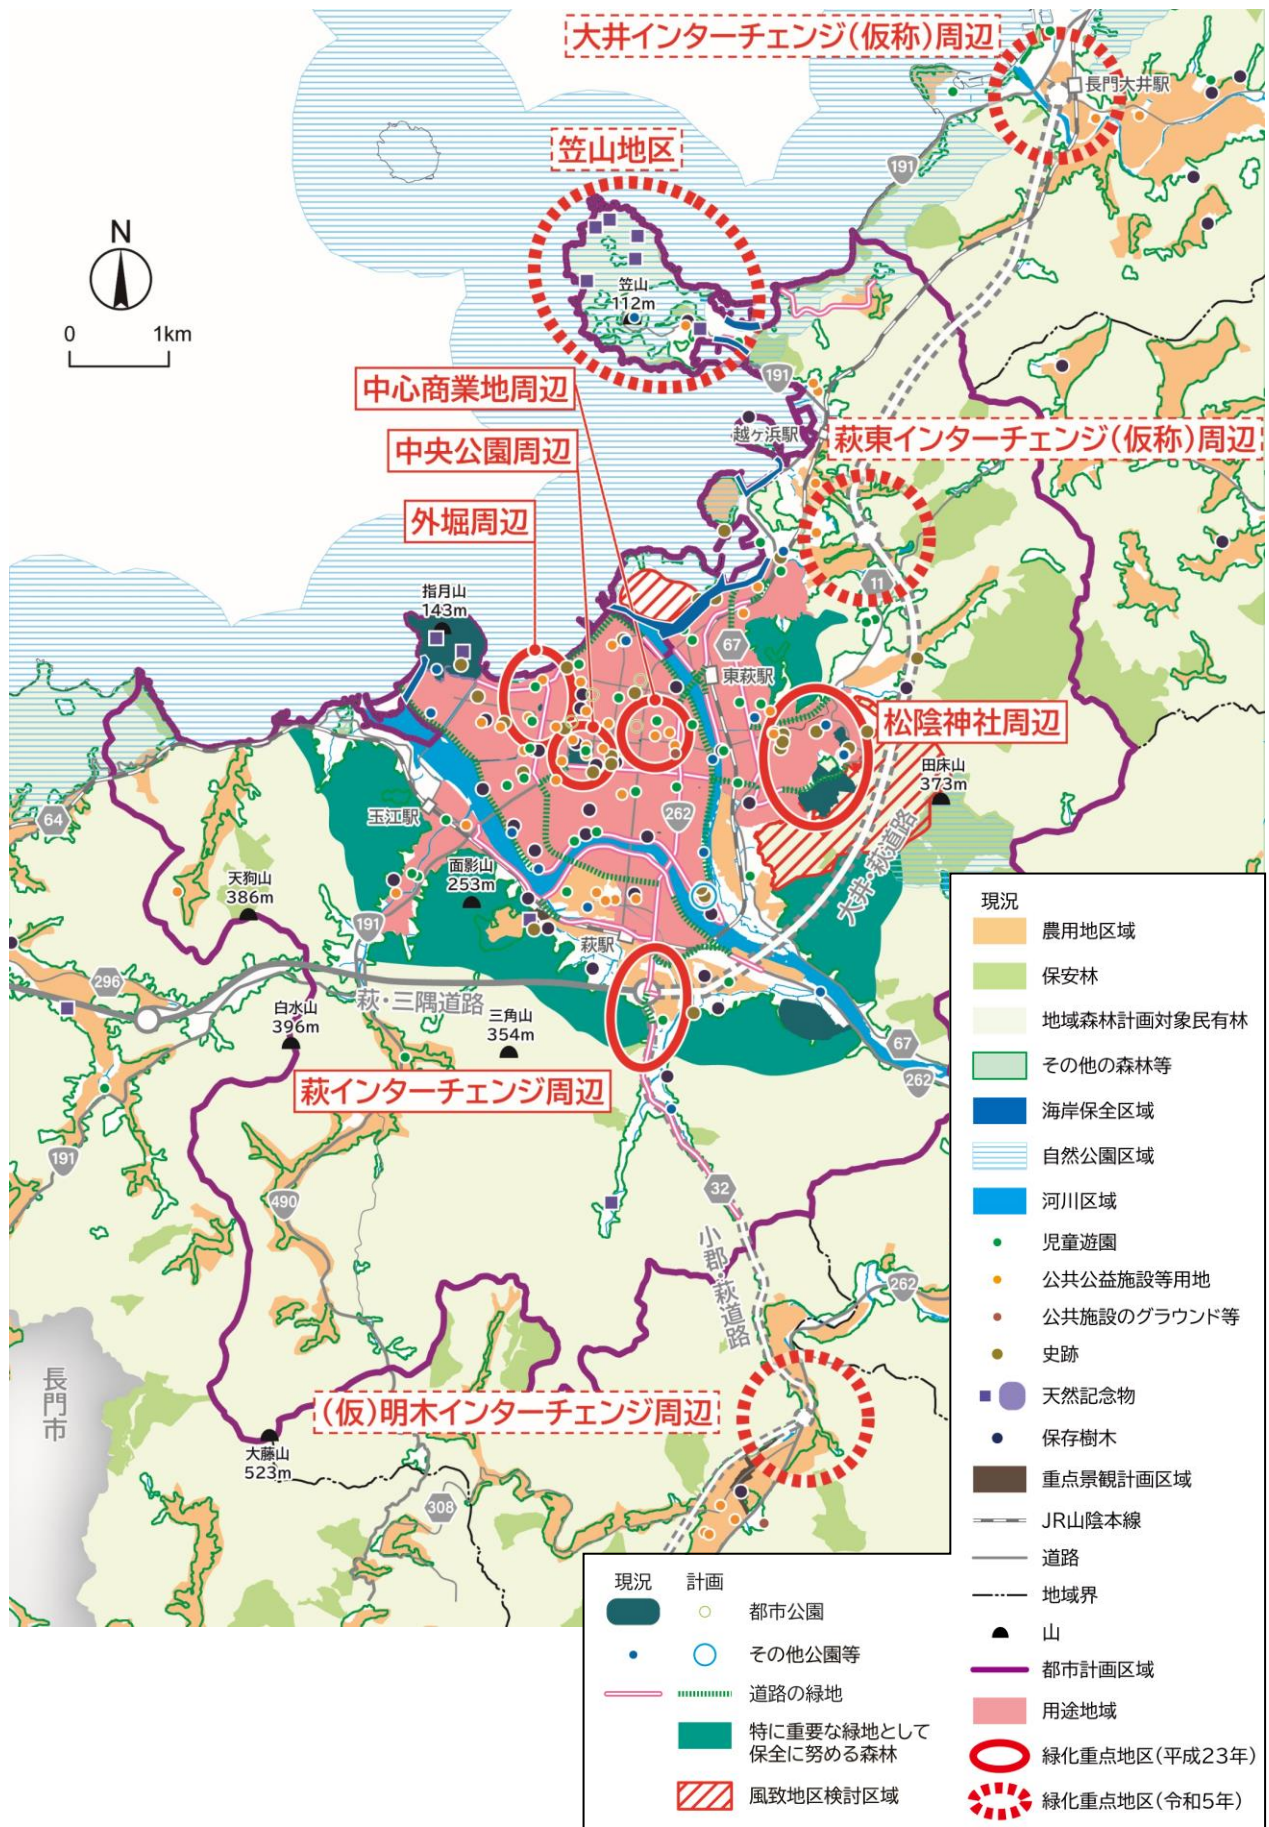 大井インターチェンジ(仮称)周辺
長門大井駅
191
笠山地区
N
0 1km
笠山
112m
191
中心商業地周辺
越ヶ浜駅
萩東インターチェンジ(仮称)周辺
中央公園周辺
外堀周辺
11
指月山
143m
67
東萩駅
松陰神社周辺
田床山
373m
64
玉江駅
262
面影山
253m
天狗山
386m
191
大井・萩道路
萩駅
296
萩・三隅道路
白水山
396m
三角山
354m
67
262
萩インターチェンジ周辺
191
490
32
小郡・萩道路
262
長門市
(仮)明木インターチェンジ周辺
大藤山
523m
308
現況
農用地区域
保安林
地域森林計画対象民有林
その他の森林等
海岸保全区域
自然公園区域
河川区域
児童遊園
公共公益施設等用地
公共施設のグラウンド等
史跡
天然記念物
保存樹木
重点景観計画区域
JR山陰本線
道路
地域界
山
都市計画区域
用途地域
緑化重点地区(平成23年)
緑化重点地区(令和5年)
現況 計画
都市公園
その他公園等
道路の緑地
特に重要な緑地として
保全に努める森林
風致地区検討区域